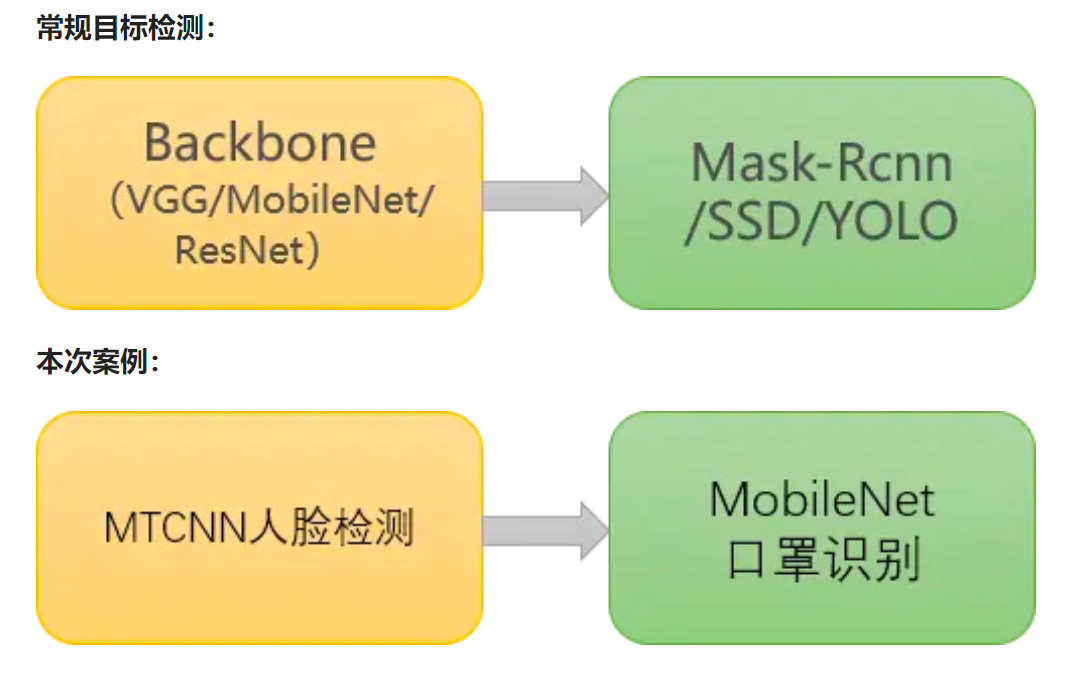 常规目标检测：
Backbone
（VGG/MobileNet/
ResNet）
Mask-Rcnn
/SSD/YOLO
本次案例：
MTCNN人脸检测
MobileNet
口罩识别